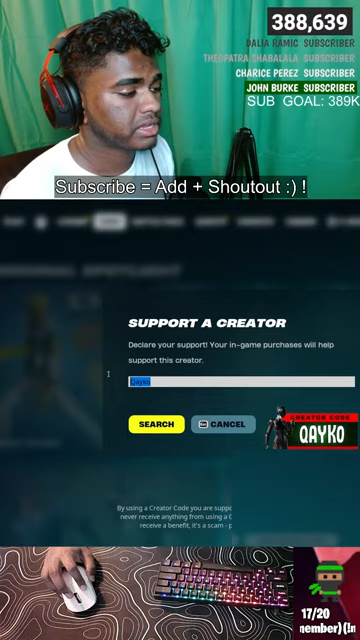 388,639
DALIA RAMIC SUBSCRIBER
THEOPATRA SHABALALA SUBSCRIBER
CHARICE PEREZ SUBSCRIBER
JOHN BURKE SUBSCRIBER
SUB GOAL: 389K
Subscribe = Add + Shoutout :) !
SUPPORT A CREATOR
Declare your support! Your in-game purchases will help
support this creator.
Qayko
SEARCH
CANCEL
CREATOR CODE
QAYKO
By using a Creator Code you are suppo
never receive anything from using a C
receive a benefit, it's a scam - p
17/20
member) (!